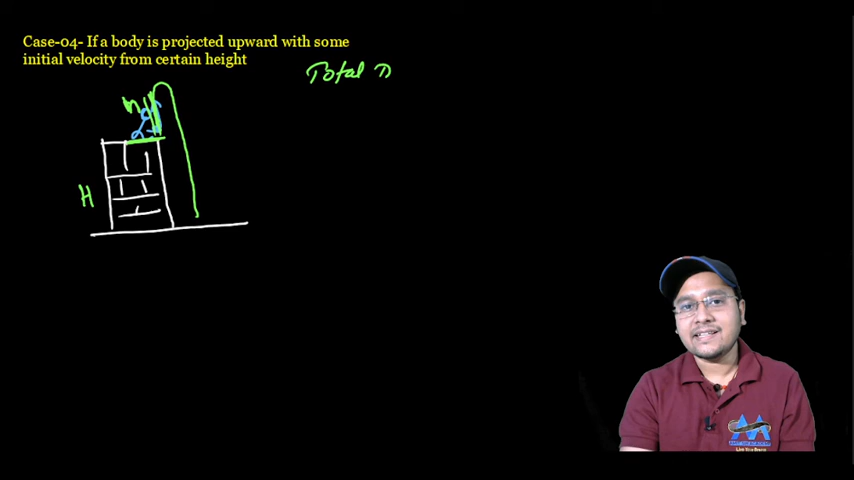 Case-04- If a body is projected upward with some
initial velocity from certain height
Total
h
H